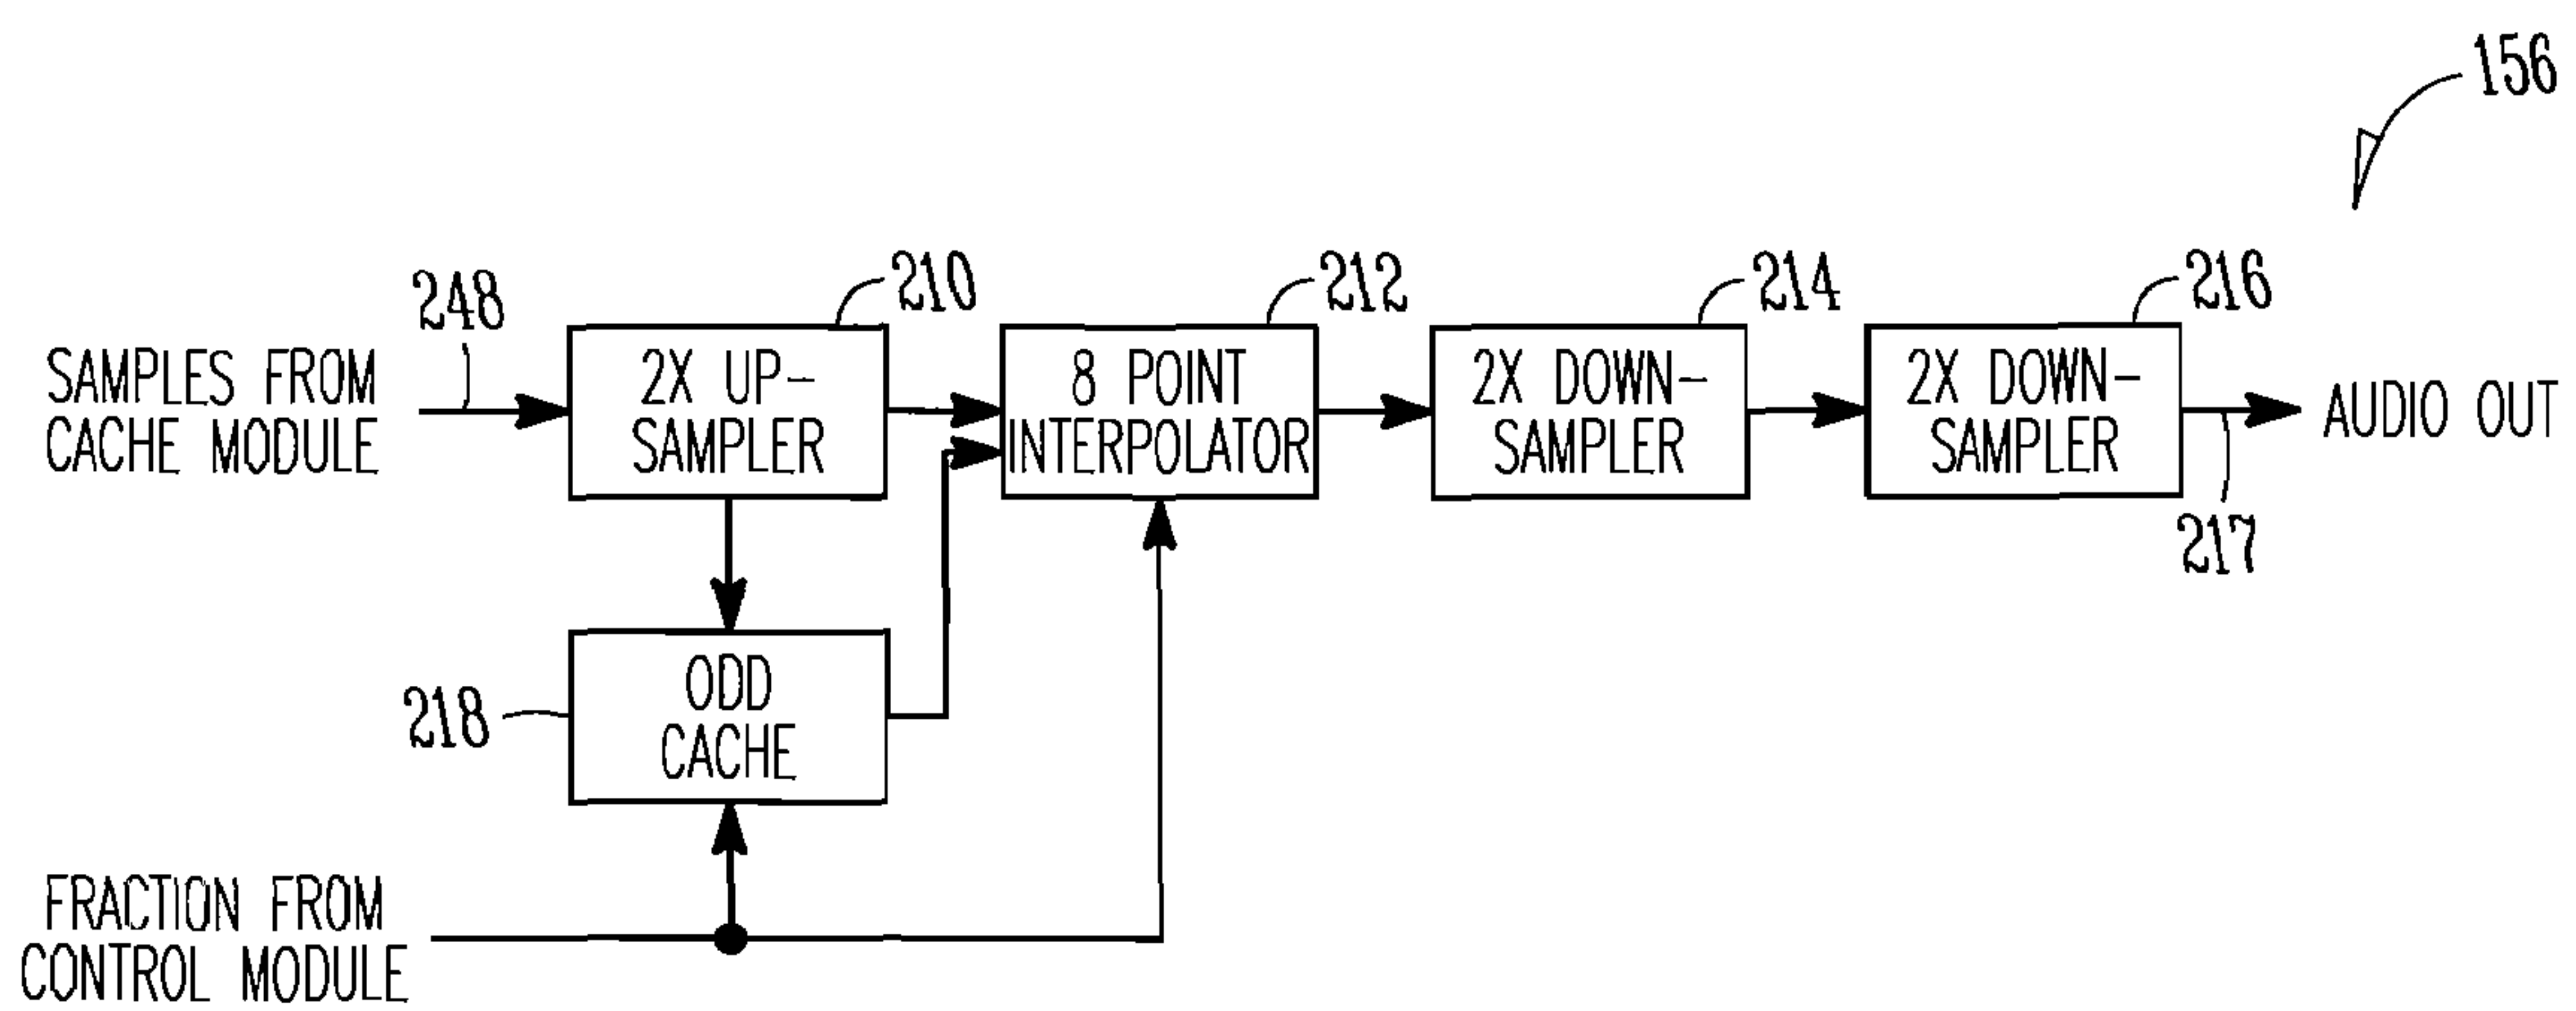 156
248
210
212
214
216
SAMPLES FROM
CACHE MODULE
2X UP-
SAMPLER
8 POINT
INTERPOLATOR
2X DOWN-
SAMPLER
2X DOWN-
SAMPLER
AUDIO OUT
217
218
ODD
CACHE
FRACTION FROM
CONTROL MODULE